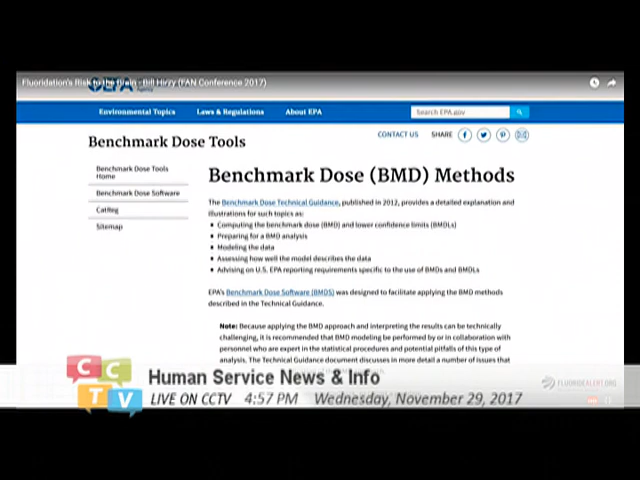 Fluoridation's Risk to the Brain - Bill Hirzy (FAN Conference 2017)
EPA
Environmental Topics Laws & Regulations About EPA Search EPA.gov
CONTACT US SHARE
Benchmark Dose Tools
Benchmark Dose Tools Home
Benchmark Dose Software
CatReg
Sitemap
Benchmark Dose (BMD) Methods
The Benchmark Dose Technical Guidance, published in 2012, provides a detailed explanation and
illustrations for such topics as:
• Computing the benchmark dose (BMD) and lower confidence limits (BMDLs)
• Preparing for a BMD analysis
• Modeling the data
• Assessing how well the model describes the data
• Advising on U.S. EPA reporting requirements specific to the use of BMDs and BMDLs
EPA's Benchmark Dose Software (BMDS) was designed to facilitate applying the BMD methods
described in the Technical Guidance.
Note: Because applying the BMD approach and interpreting the results can be technically
challenging, it is recommended that BMD modeling be performed by or in collaboration with
personnel who are expert in the statistical procedures and potential pitfalls of this type of
analysis. The Technical Guidance document discusses in more detail a number of issues that
CCTV
Human Service News & Info
LIVE ON CCTV 4:57 PM Wednesday, November 29, 2017
FLUORIDEALERT.ORG